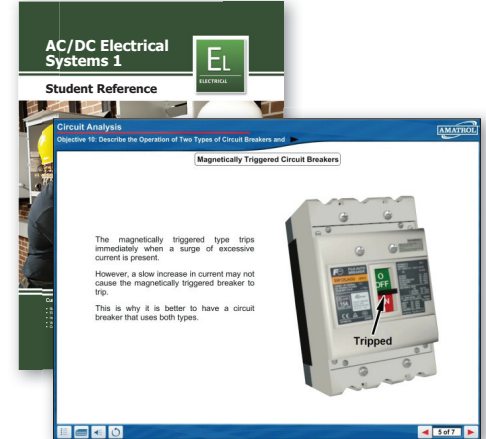 AC/DC Electrical
Systems 1
EL
ELECTRICAL
Student Reference
Circuit Analysis
AMATROL
Objective 10: Describe the Operation of Two Types of Circuit Breakers and
Magnetically Triggered Circuit Breakers
The magnetically triggered type trips
immediately when a surge of excessive
current is present.
However, a slow increase in current may not
cause the magnetically triggered breaker to
trip.
This is why it is better to have a circuit
breaker that uses both types.
O
OFF
Tripped
5 of 7